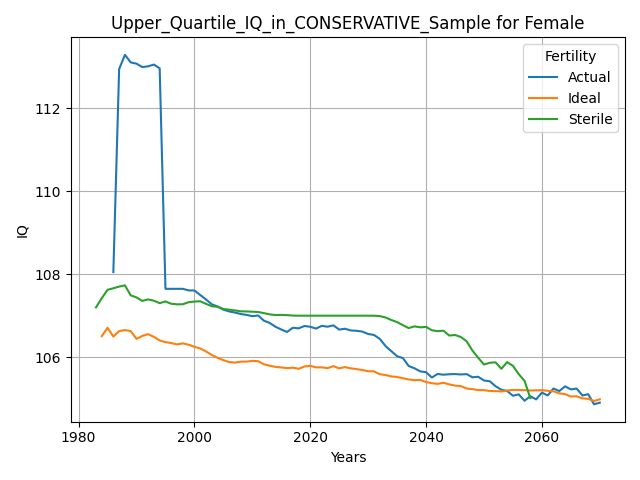 Upper_Quartile_IQ_in_CONSERVATIVE_Sample for Female
Fertility
Actual
Ideal
Sterile
112
110
108
106
IQ
1980
2000
2020
2040
2060
Years